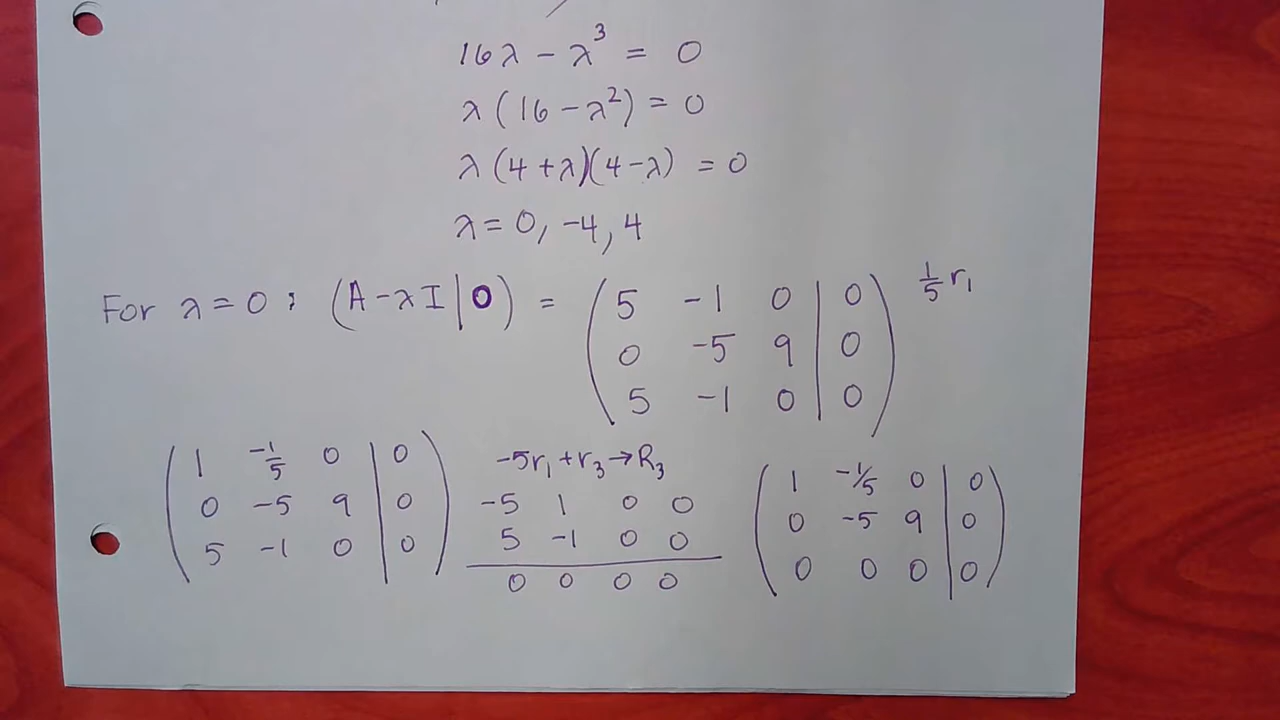 16λ − λ³ = 0
λ(16 − λ²) = 0
λ(4 + λ)(4 − λ) = 0
λ = 0, −4, 4
For λ = 0 : (A − λI | 0) = ( 5 −1 0 | 0 ) 1/5 r₁
0 −5 9 | 0
5 −1 0 | 0
( 1 −1/5 0 | 0 ) −5r₁ + r₃ → R₃ ( 1 −1/5 0 | 0 )
0 −5 9 | 0 −5 1 0 0 0 −5 9 | 0
5 −1 0 | 0 5 −1 0 0 0 0 0 | 0
0 0 0 0